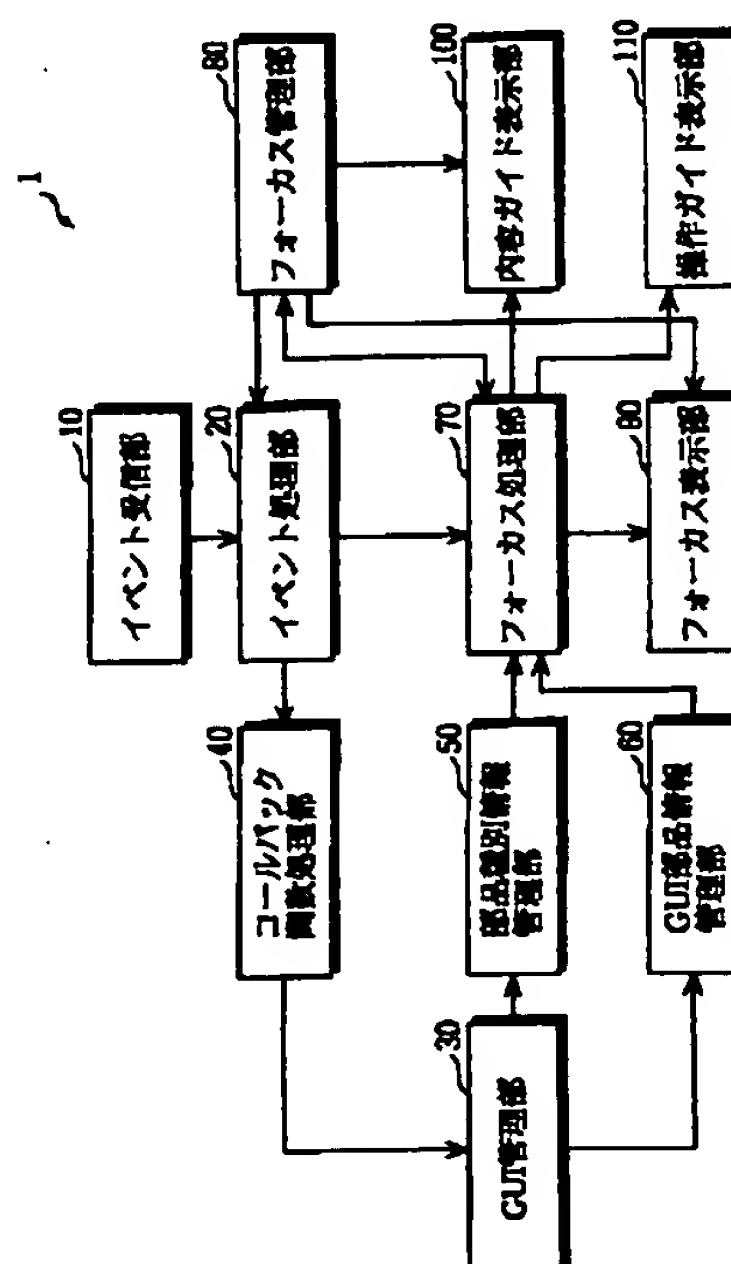 1
10
イベント受信部
40
コールバック
関数処理部
20
イベント処理部
80
フォーカス管理部
30
GUI管理部
50
部品種別情報
管理部
70
フォーカス処理部
100
内容ガイド表示部
60
GUI部品情報
管理部
フォーカス表示部
110
操作ガイド表示部